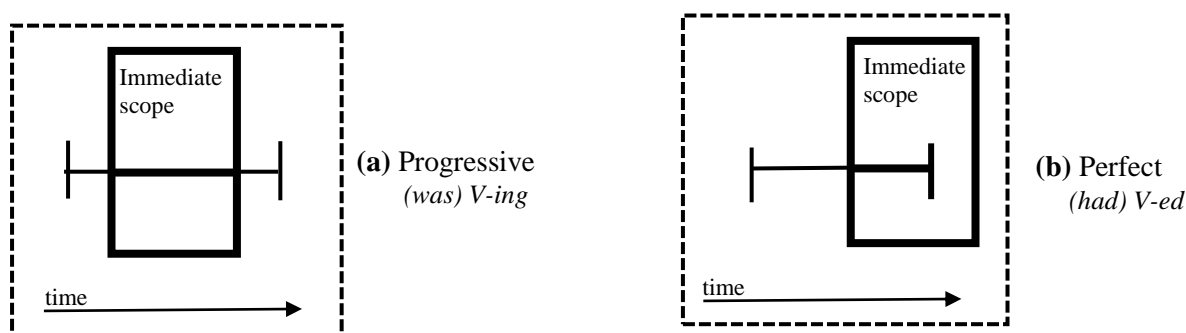 Immediate
scope
(a) Progressive
(was) V-ing
time
Immediate
scope
(b) Perfect
(had) V-ed
time